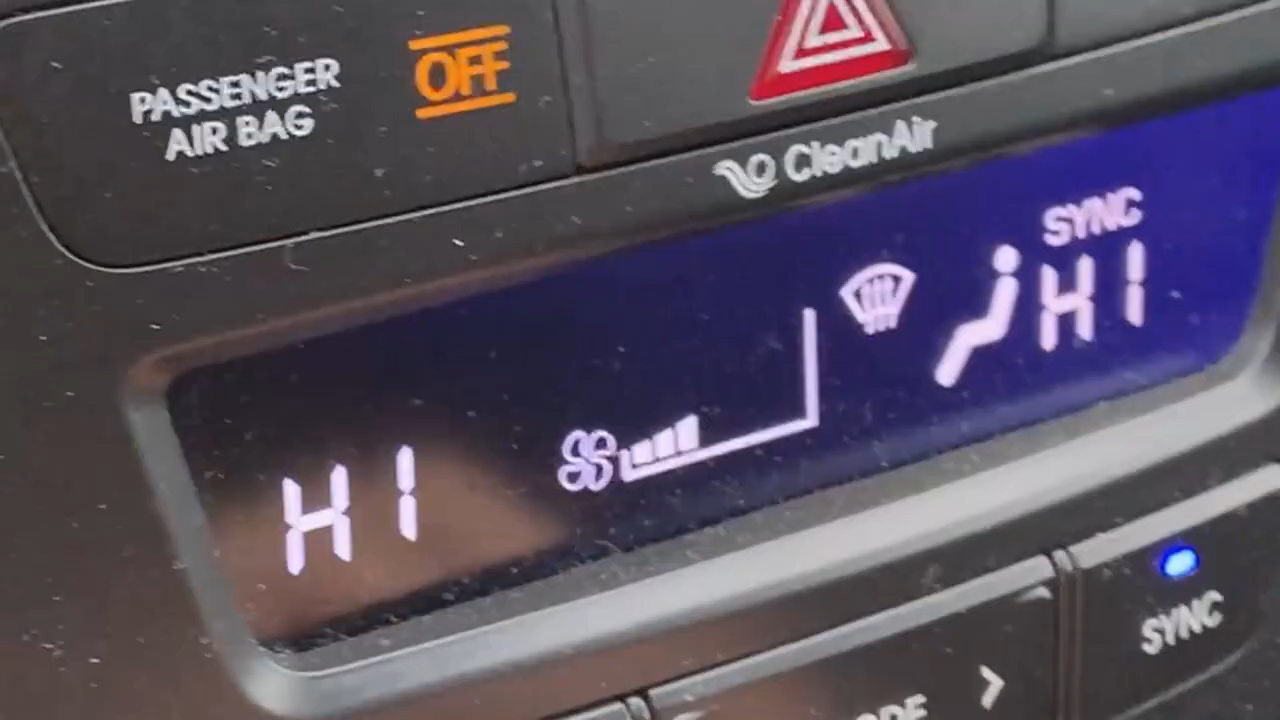 PASSENGER
AIR BAG
OFF
CleanAir
SYNC
HI
HI
SYNC